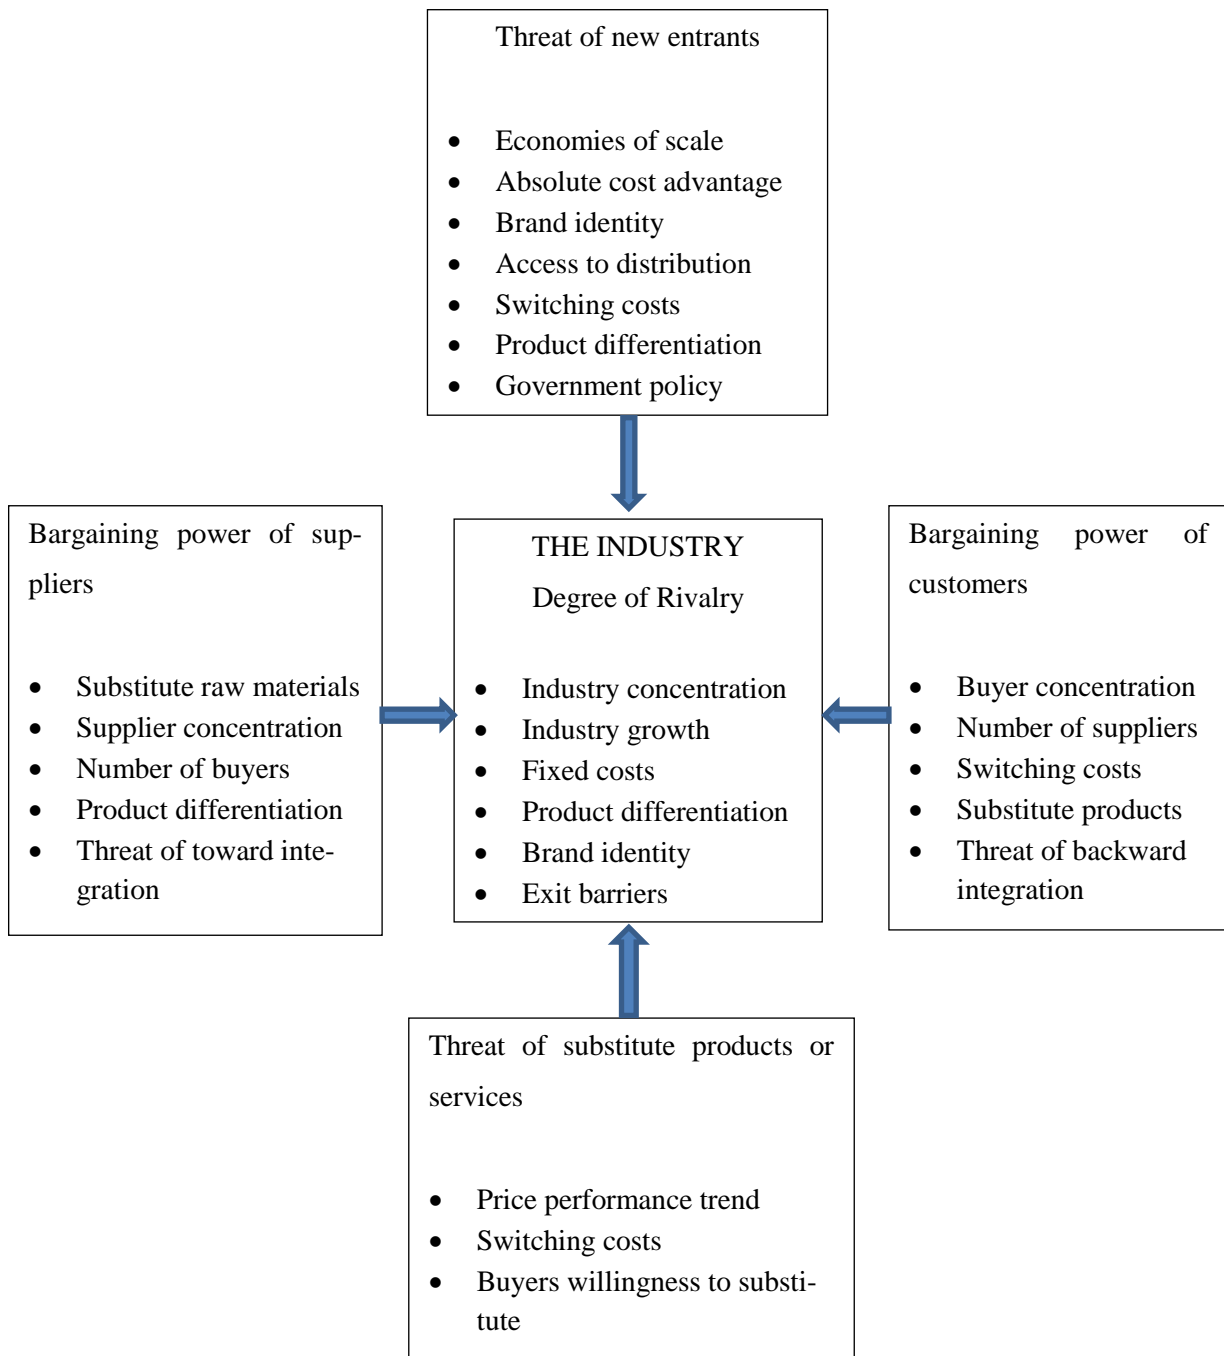 Threat of new entrants
• Economies of scale
• Absolute cost advantage
• Brand identity
• Access to distribution
• Switching costs
• Product differentiation
• Government policy
Bargaining power of sup-
pliers
• Substitute raw materials
• Supplier concentration
• Number of buyers
• Product differentiation
• Threat of toward inte-
gration
THE INDUSTRY
Degree of Rivalry
• Industry concentration
• Industry growth
• Fixed costs
• Product differentiation
• Brand identity
• Exit barriers
Bargaining power of
customers
• Buyer concentration
• Number of suppliers
• Switching costs
• Substitute products
• Threat of backward
integration
Threat of substitute products or
services
• Price performance trend
• Switching costs
• Buyers willingness to substi-
tute